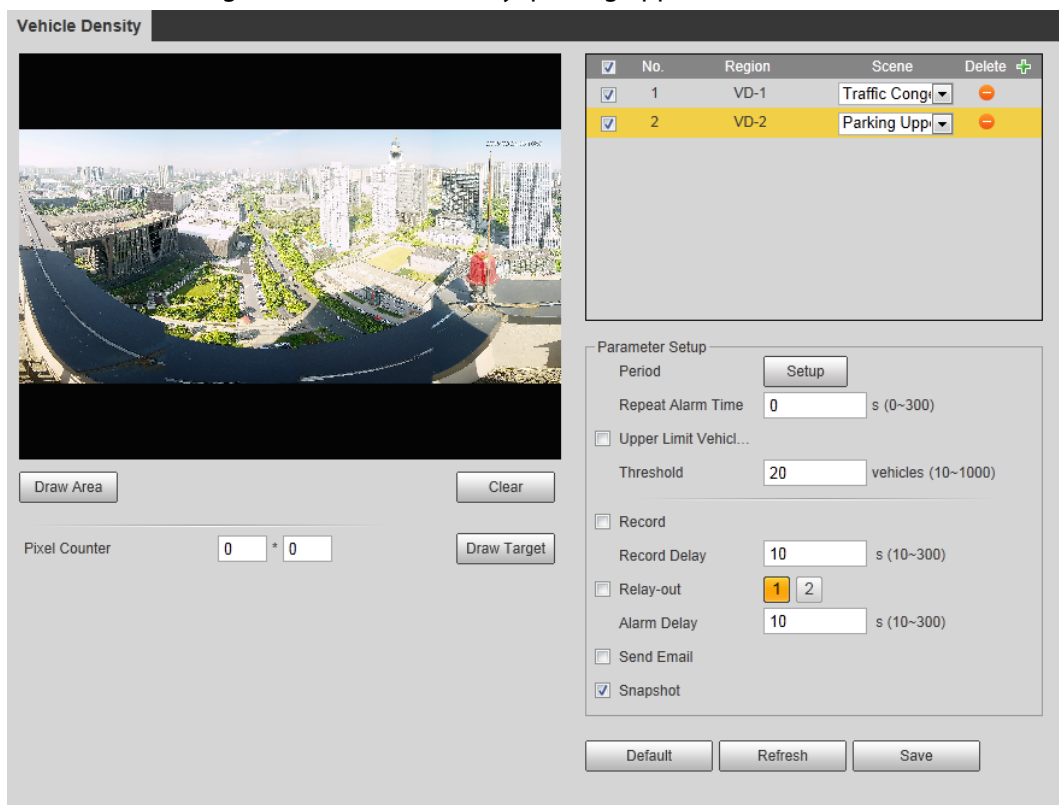 Vehicle Density
No. Region Scene Delete
1 VD-1 Traffic Cong
2 VD-2 Parking Upp
Parameter Setup
Period Setup
Repeat Alarm Time 0 s (0~300)
Upper Limit Vehicl...
Threshold 20 vehicles (10~1000)
Record
Record Delay 10 s (10~300)
Relay-out 1 2
Alarm Delay 10 s (10~300)
Send Email
Snapshot
Default Refresh Save
Draw Area Clear
Pixel Counter 0 * 0 Draw Target